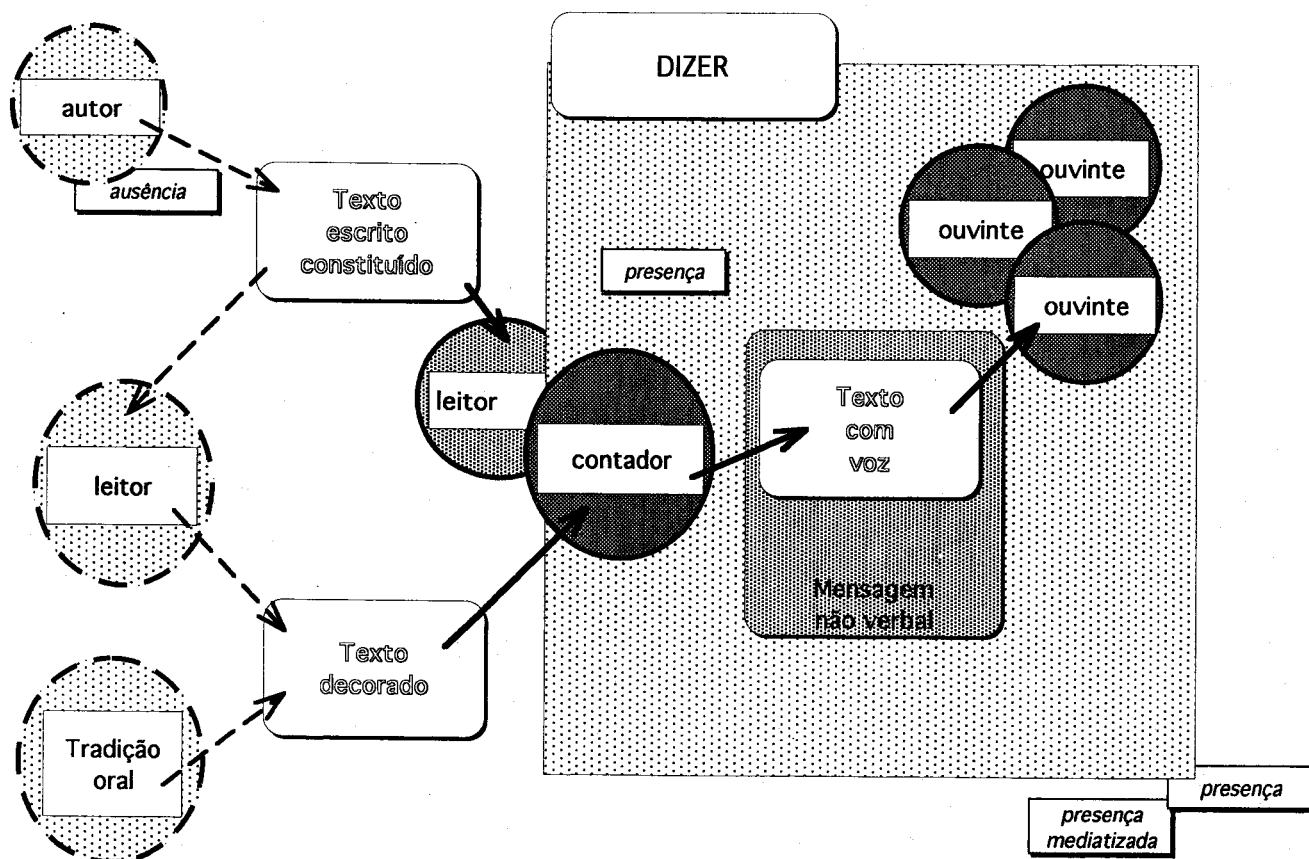 DIZER
autor
ausência
Texto
escrito
constituído
ouvinte
ouvinte
ouvinte
presença
leitor
contador
Texto
com
voz
leitor
Mensagem
não verbal
Texto
decorado
Tradição
oral
presença
presença
mediatizada